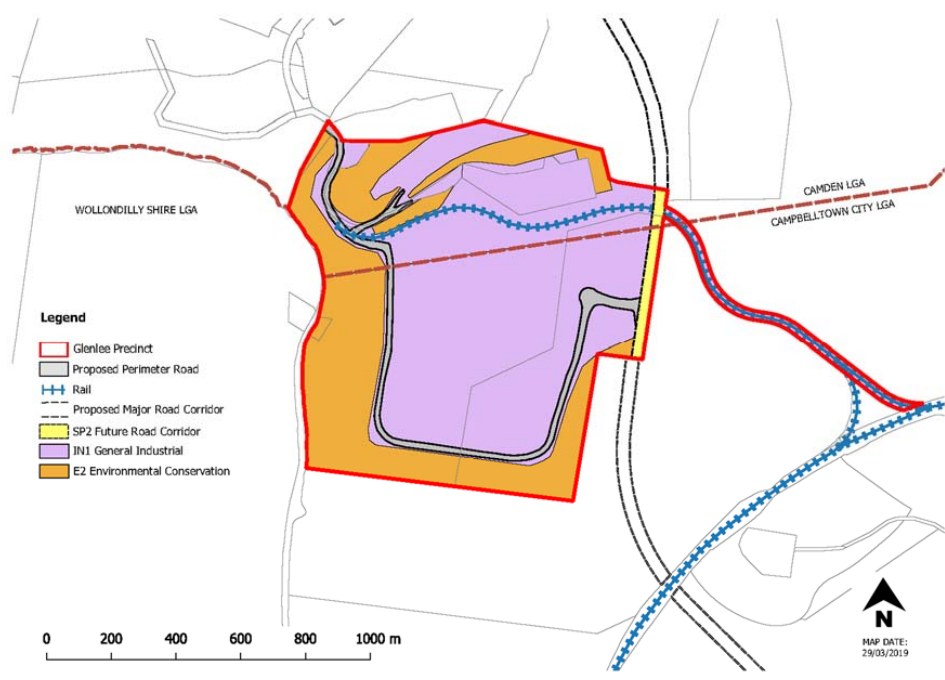 CAMDEN LGA
CAMPBELLTOWN CITY LGA
WOLLONDILLY SHIRE LGA
Legend
Glenlee Precinct
Proposed Perimeter Road
Rail
Proposed Major Road Corridor
SP2 Future Road Corridor
IN1 General Industrial
E2 Environmental Conservation
0 200 400 600 800 1000 m
N
MAP DATE:
29/03/2019